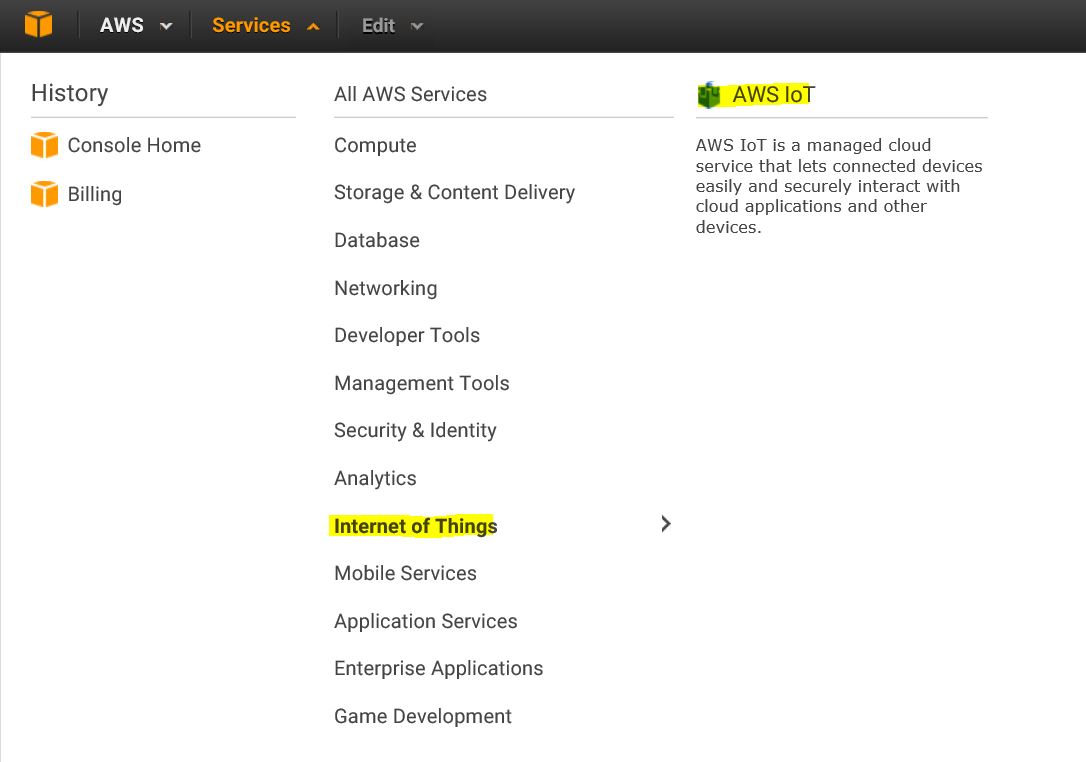 AWS
Services
Edit
History
Console Home
Billing
All AWS Services
Compute
Storage & Content Delivery
Database
Networking
Developer Tools
Management Tools
Security & Identity
Analytics
Internet of Things
Mobile Services
Application Services
Enterprise Applications
Game Development
AWS IoT
AWS IoT is a managed cloud
service that lets connected devices
easily and securely interact with
cloud applications and other
devices.